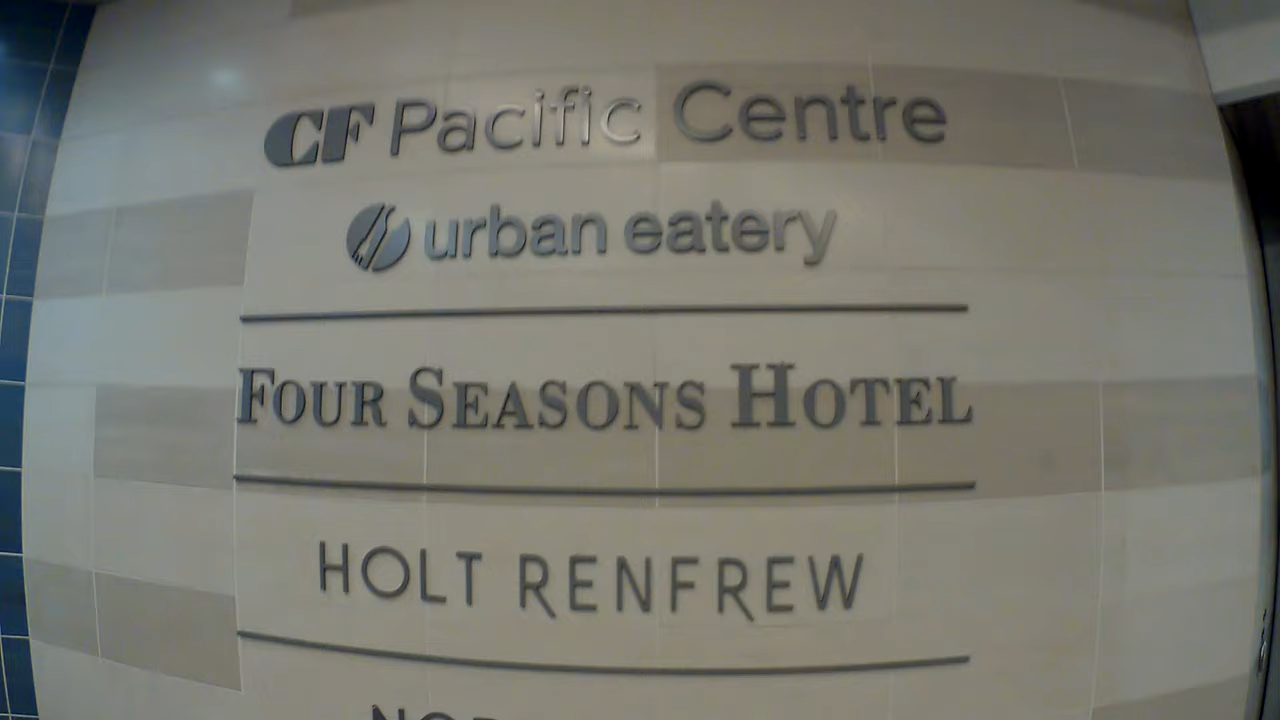 CF Pacific Centre
urban eatery
FOUR SEASONS HOTEL
HOLT RENFREW